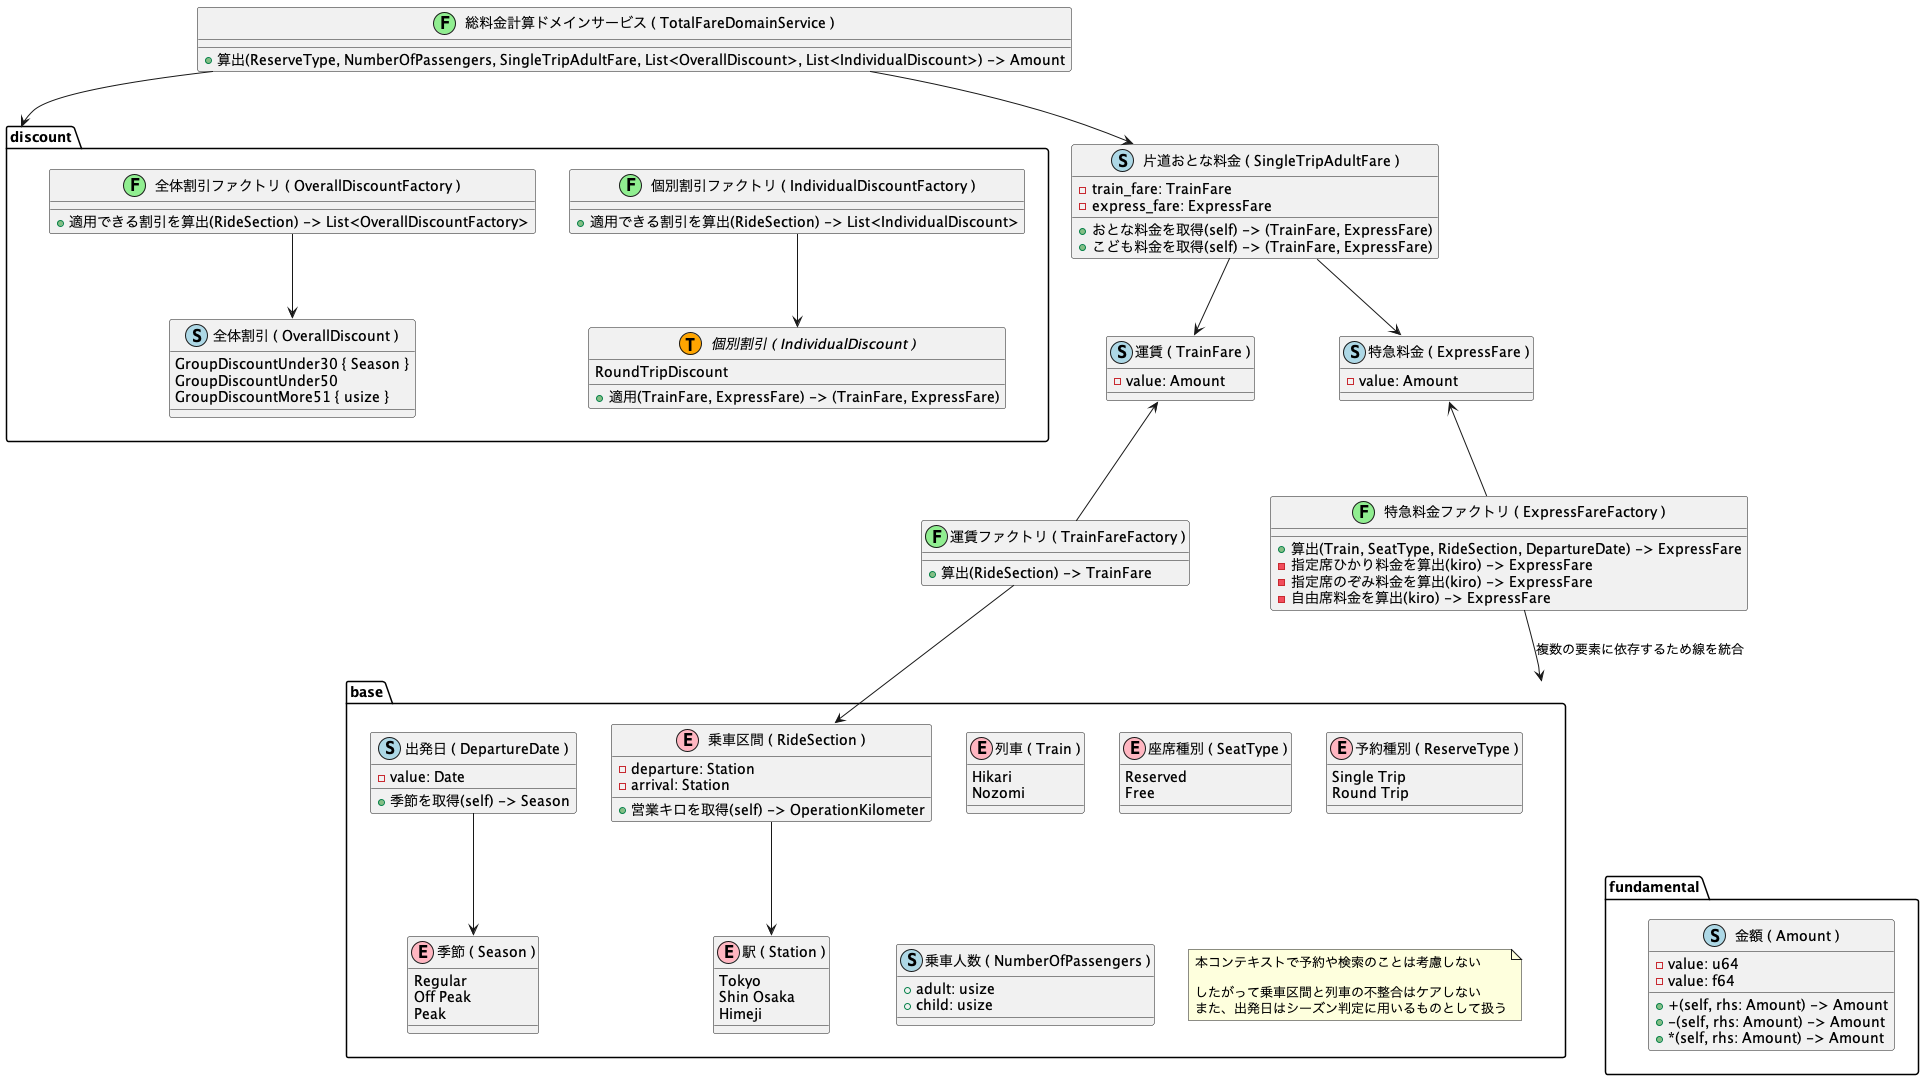 F 総料金計算ドメインサービス ( TotalFareDomainService )
算出(ReserveType, NumberOfPassengers, SingleTripAdultFare, List<OverallDiscount>, List<IndividualDiscount>) -> Amount
discount
F 全体割引ファクトリ ( OverallDiscountFactory )
適用できる割引を算出(RideSection) -> List<OverallDiscountFactory>
F 個別割引ファクトリ ( IndividualDiscountFactory )
適用できる割引を算出(RideSection) -> List<IndividualDiscount>
S 全体割引 ( OverallDiscount )
GroupDiscountUnder30 { Season }
GroupDiscountUnder50
GroupDiscountMore51 { usize }
T 個別割引 ( IndividualDiscount )
RoundTripDiscount
適用(TrainFare, ExpressFare) -> (TrainFare, ExpressFare)
S 片道おとな料金 ( SingleTripAdultFare )
train_fare: TrainFare
express_fare: ExpressFare
おとな料金を取得(self) -> (TrainFare, ExpressFare)
こども料金を取得(self) -> (TrainFare, ExpressFare)
S 運賃 ( TrainFare )
value: Amount
S 特急料金 ( ExpressFare )
value: Amount
F 運賃ファクトリ ( TrainFareFactory )
算出(RideSection) -> TrainFare
F 特急料金ファクトリ ( ExpressFareFactory )
算出(Train, SeatType, RideSection, DepartureDate) -> ExpressFare
指定席ひかり料金を算出(kiro) -> ExpressFare
指定席のぞみ料金を算出(kiro) -> ExpressFare
自由席料金を算出(kiro) -> ExpressFare
複数の要素に依存するため線を統合
base
S 出発日 ( DepartureDate )
value: Date
季節を取得(self) -> Season
E 乗車区間 ( RideSection )
departure: Station
arrival: Station
営業キロを取得(self) -> OperationKilometer
E 列車 ( Train )
Hikari
Nozomi
E 座席種別 ( SeatType )
Reserved
Free
E 予約種別 ( ReserveType )
Single Trip
Round Trip
E 季節 ( Season )
Regular
Off Peak
Peak
E 駅 ( Station )
Tokyo
Shin Osaka
Himeji
S 乗車人数 ( NumberOfPassengers )
adult: usize
child: usize
本コンテキストで予約や検索のことは考慮しない
したがって乗車区間と列車の不整合はケアしない
また、出発日はシーズン判定に用いるものとして扱う
fundamental
S 金額 ( Amount )
value: u64
value: f64
+(self, rhs: Amount) -> Amount
-(self, rhs: Amount) -> Amount
*(self, rhs: Amount) -> Amount